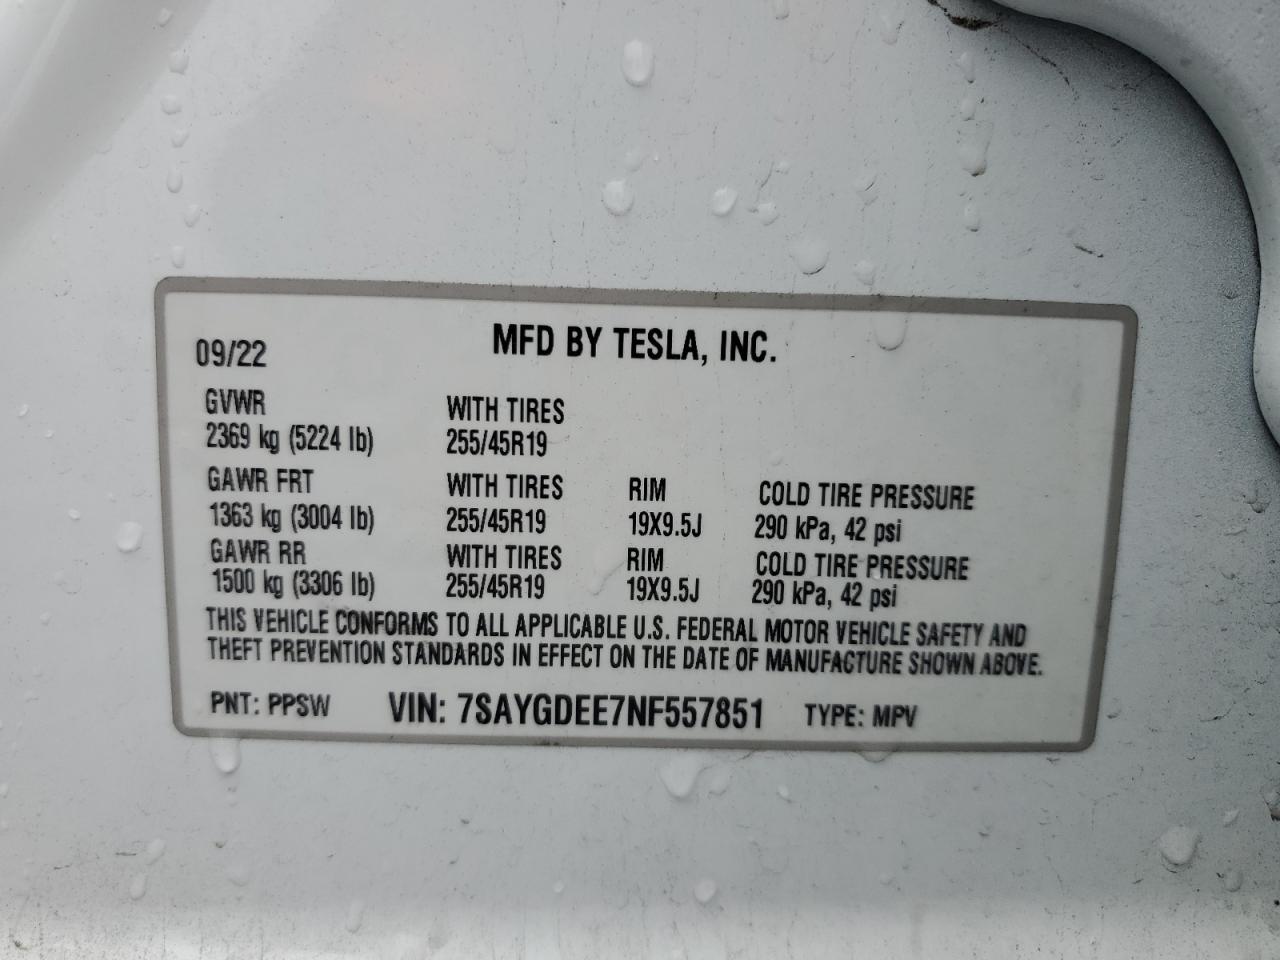 MFD BY TESLA, INC.
09/22
GVWR WITH TIRES
2369 kg (5224 lb) 255/45R19
GAWR FRT WITH TIRES RIM COLD TIRE PRESSURE
1363 kg (3004 lb) 255/45R19 19X9.5J 290 kPa, 42 psi
GAWR RR WITH TIRES RIM COLD TIRE PRESSURE
1500 kg (3306 lb) 255/45R19 19X9.5J 290 kPa, 42 psi
THIS VEHICLE CONFORMS TO ALL APPLICABLE U.S. FEDERAL MOTOR VEHICLE SAFETY AND
THEFT PREVENTION STANDARDS IN EFFECT ON THE DATE OF MANUFACTURE SHOWN ABOVE.
PNT: PPSW VIN: 7SAYGDEE7NF557851 TYPE: MPV